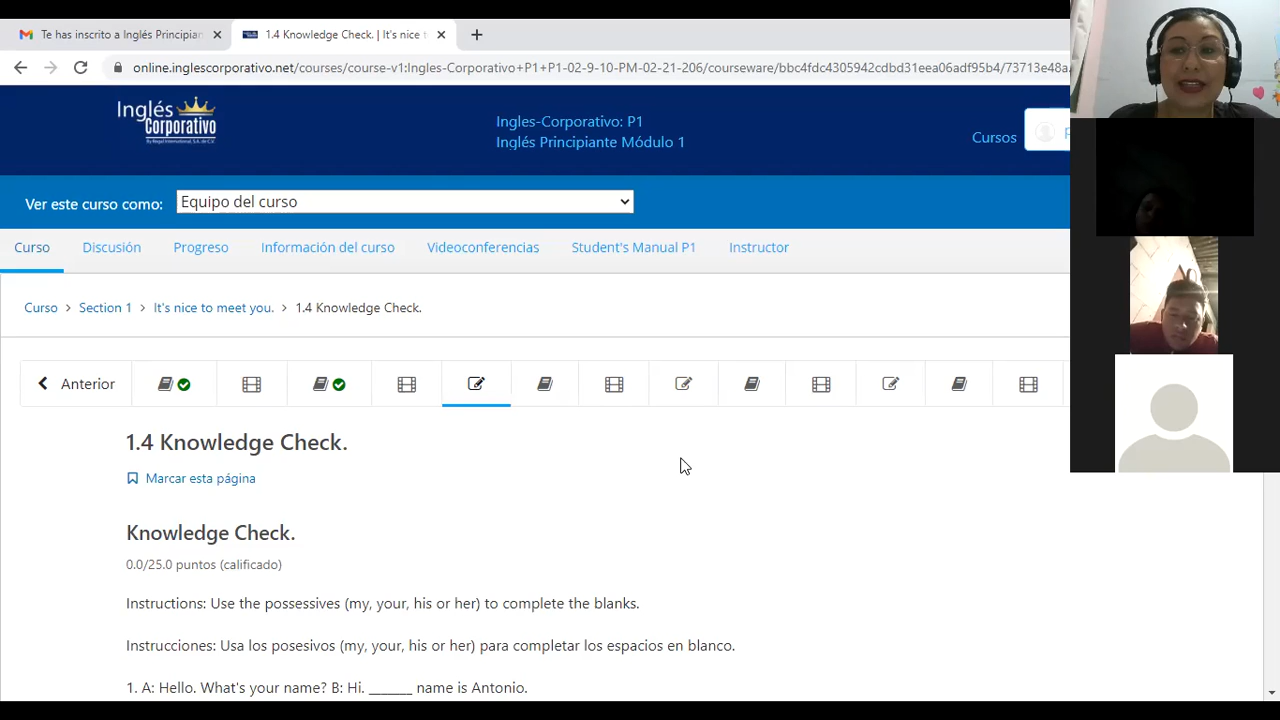 Te has inscrito a Inglés Principian
1.4 Knowledge Check. | It's nice t
online.inglescorporativo.net/courses/course-v1:Ingles-Corporativo+P1+P1-02-9-10-PM-02-21-206/courseware/bbc4fdc4305942cdbd31eea06adf95b4/73713e48a
Inglés
Corporativo
By Regal International, S.A. de C.V.
Ingles-Corporativo: P1
Inglés Principiante Módulo 1
Cursos
Ver este curso como:
Equipo del curso
Curso
Discusión
Progreso
Información del curso
Videoconferencias
Student's Manual P1
Instructor
Curso > Section 1 > It's nice to meet you. > 1.4 Knowledge Check.
Anterior
1.4 Knowledge Check.
Marcar esta página
Knowledge Check.
0.0/25.0 puntos (calificado)
Instructions: Use the possessives (my, your, his or her) to complete the blanks.
Instrucciones: Usa los posesivos (my, your, his or her) para completar los espacios en blanco.
1. A: Hello. What's your name? B: Hi. _______ name is Antonio.